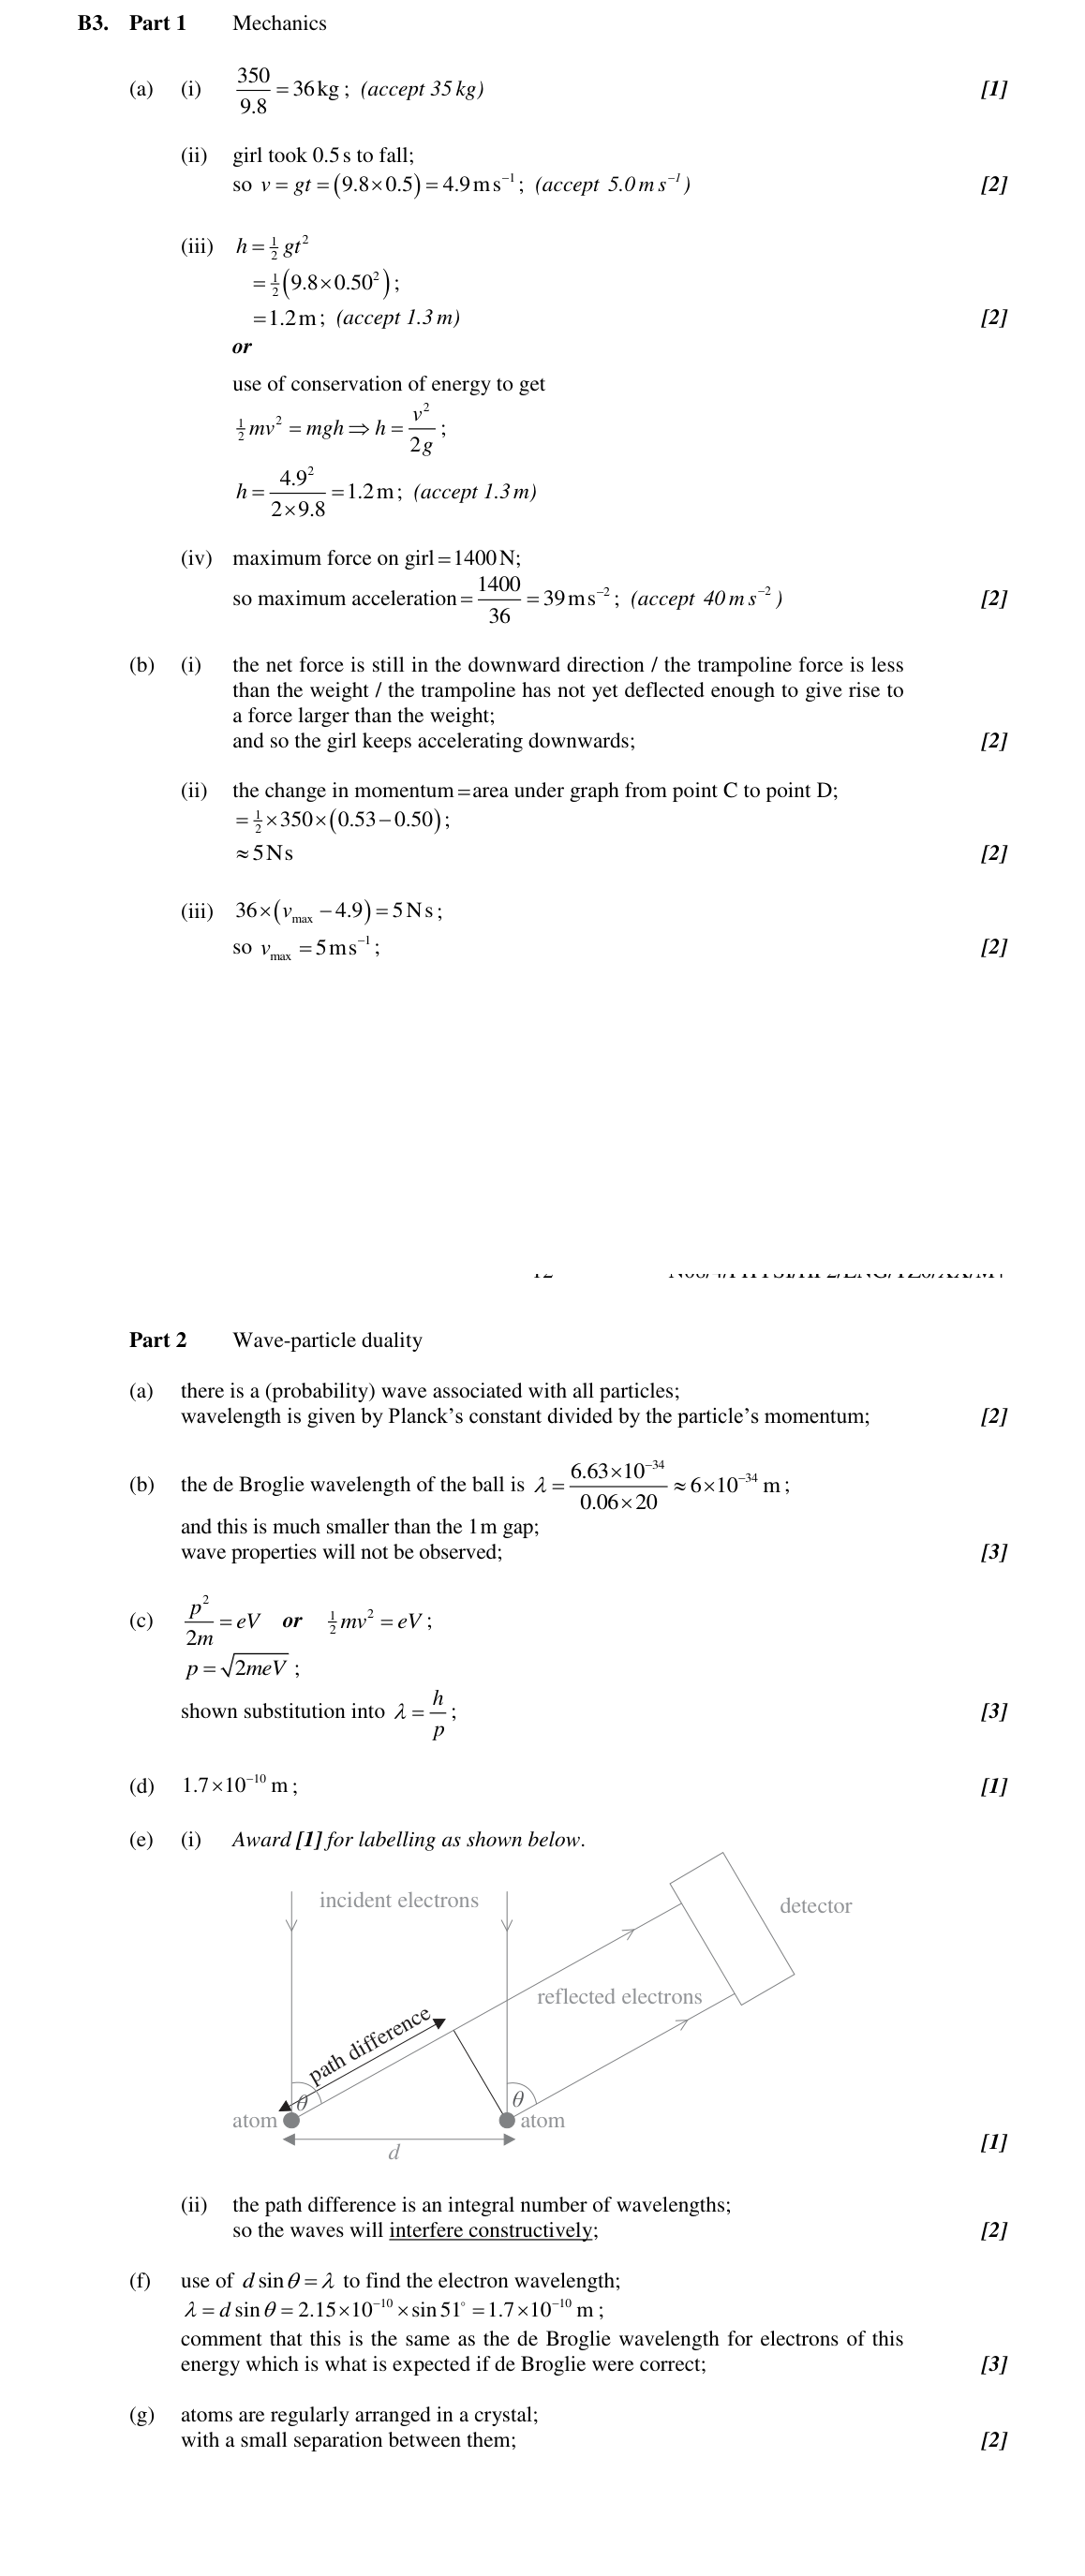 B3. Part 1 Mechanics
(a) (i) 350/9.8 = 36 kg ; (accept 35 kg) [1]
(ii) girl took 0.5 s to fall;
so v = gt = (9.8×0.5) = 4.9 m s⁻¹ ; (accept 5.0 m s⁻¹) [2]
(iii) h = ½ gt²
= ½(9.8×0.50²) ;
= 1.2 m ; (accept 1.3 m) [2]
or
use of conservation of energy to get
½mv² = mgh ⇒ h = v²/2g ;
h = 4.9²/2×9.8 = 1.2 m ; (accept 1.3 m)
(iv) maximum force on girl = 1400 N;
so maximum acceleration = 1400/36 = 39 m s⁻² ; (accept 40 m s⁻²) [2]
(b) (i) the net force is still in the downward direction / the trampoline force is less
than the weight / the trampoline has not yet deflected enough to give rise to
a force larger than the weight;
and so the girl keeps accelerating downwards; [2]
(ii) the change in momentum = area under graph from point C to point D;
= ½×350×(0.53−0.50) ;
≈ 5 N s [2]
(iii) 36×(vmax − 4.9) = 5 N s ;
so vmax = 5 m s⁻¹ ; [2]
Part 2 Wave-particle duality
(a) there is a (probability) wave associated with all particles;
wavelength is given by Planck's constant divided by the particle's momentum; [2]
(b) the de Broglie wavelength of the ball is λ = 6.63×10⁻³⁴/0.06×20 ≈ 6×10⁻³⁴ m ;
and this is much smaller than the 1 m gap;
wave properties will not be observed; [3]
(c) p²/2m = eV or ½mv² = eV ;
p = √2meV ;
shown substitution into λ = h/p ; [3]
(d) 1.7×10⁻¹⁰ m ; [1]
(e) (i) Award [1] for labelling as shown below.
incident electrons
detector
reflected electrons
path difference
θ
θ
atom
atom
d
[1]
(ii) the path difference is an integral number of wavelengths;
so the waves will interfere constructively; [2]
(f) use of d sin θ = λ to find the electron wavelength;
λ = d sin θ = 2.15×10⁻¹⁰ × sin 51° = 1.7×10⁻¹⁰ m ;
comment that this is the same as the de Broglie wavelength for electrons of this
energy which is what is expected if de Broglie were correct; [3]
(g) atoms are regularly arranged in a crystal;
with a small separation between them; [2]